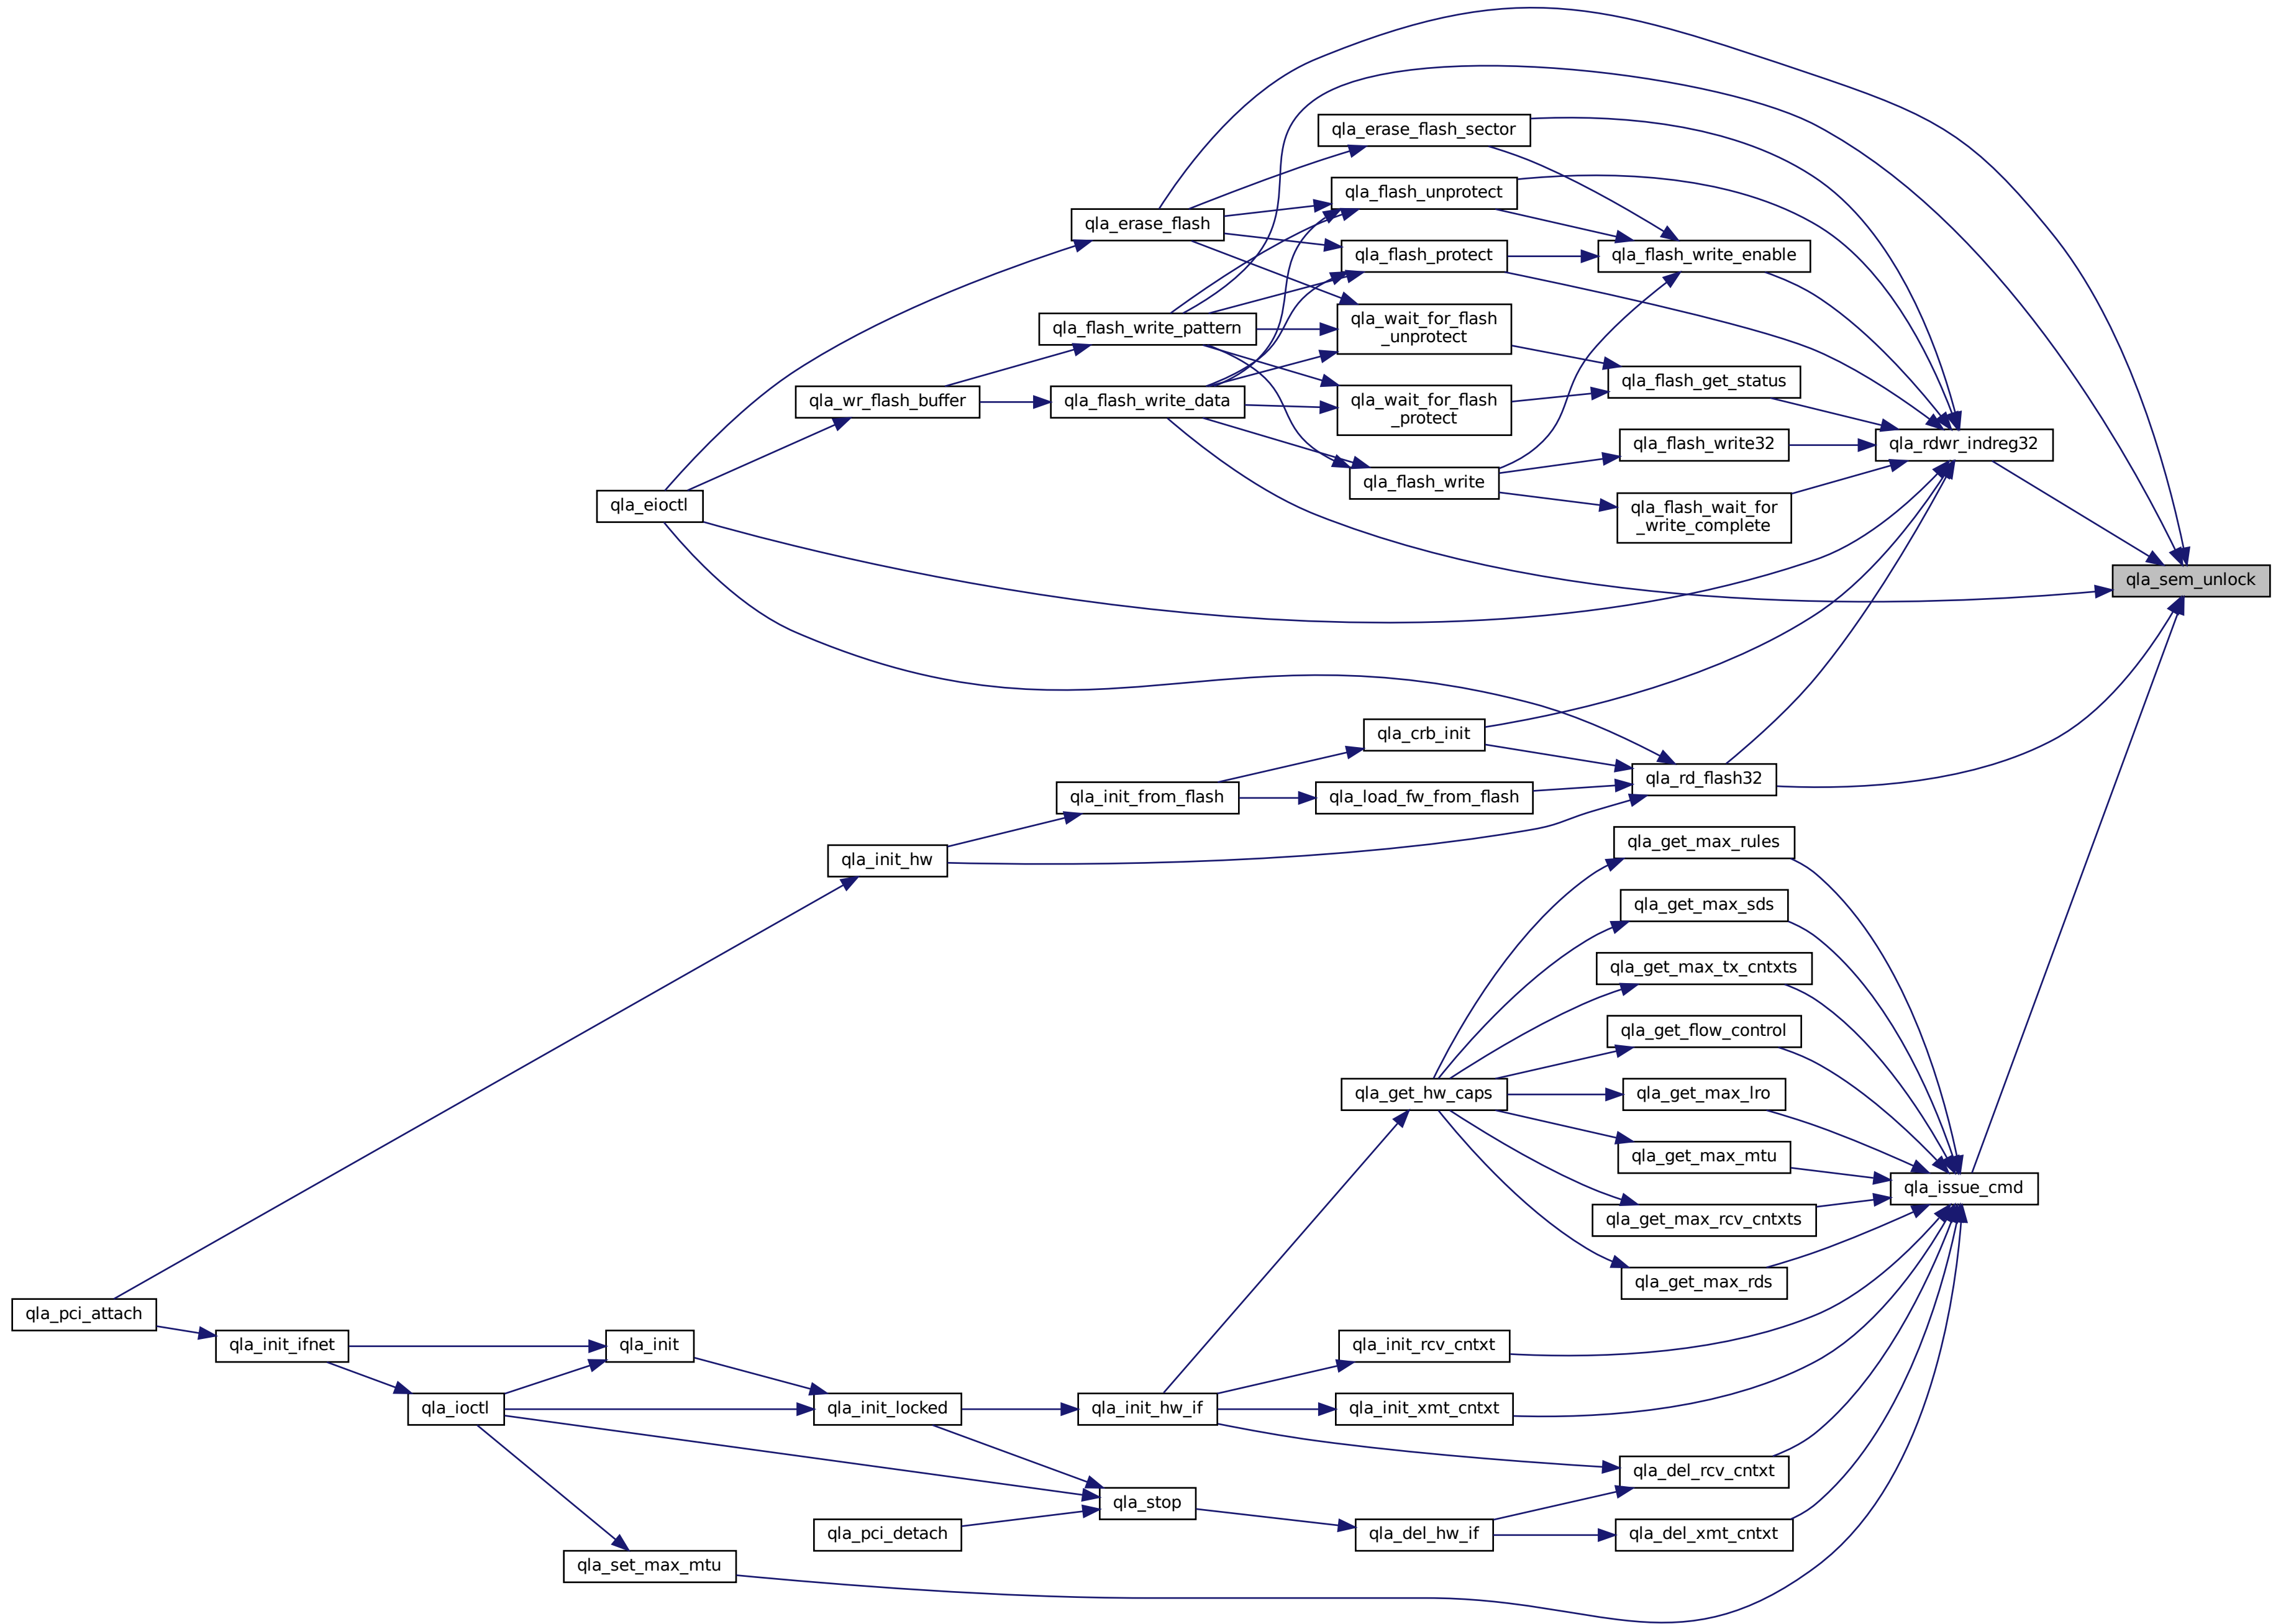 qla_erase_flash_sector
qla_flash_unprotect
qla_erase_flash
qla_flash_protect
qla_flash_write_enable
qla_flash_write_pattern
qla_wait_for_flash
_unprotect
qla_flash_get_status
qla_wr_flash_buffer
qla_flash_write_data
qla_wait_for_flash
_protect
qla_flash_write32
qla_rdwr_indreg32
qla_flash_write
qla_eioctl
qla_flash_wait_for
_write_complete
qla_sem_unlock
qla_crb_init
qla_rd_flash32
qla_init_from_flash
qla_load_fw_from_flash
qla_get_max_rules
qla_init_hw
qla_get_max_sds
qla_get_max_tx_cntxts
qla_get_flow_control
qla_get_hw_caps
qla_get_max_lro
qla_get_max_mtu
qla_issue_cmd
qla_get_max_rcv_cntxts
qla_get_max_rds
qla_pci_attach
qla_init_ifnet
qla_init
qla_init_rcv_cntxt
qla_ioctl
qla_init_locked
qla_init_hw_if
qla_init_xmt_cntxt
qla_del_rcv_cntxt
qla_stop
qla_pci_detach
qla_del_hw_if
qla_del_xmt_cntxt
qla_set_max_mtu